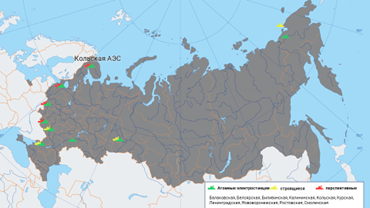 Кольская АЭС
Атомные электростанции строящиеся перспективные
Балаковская, Белоярская, Билибинская, Калининская, Кольская, Курская,
Ленинградская, Нововоронежская, Ростовская, Смоленская